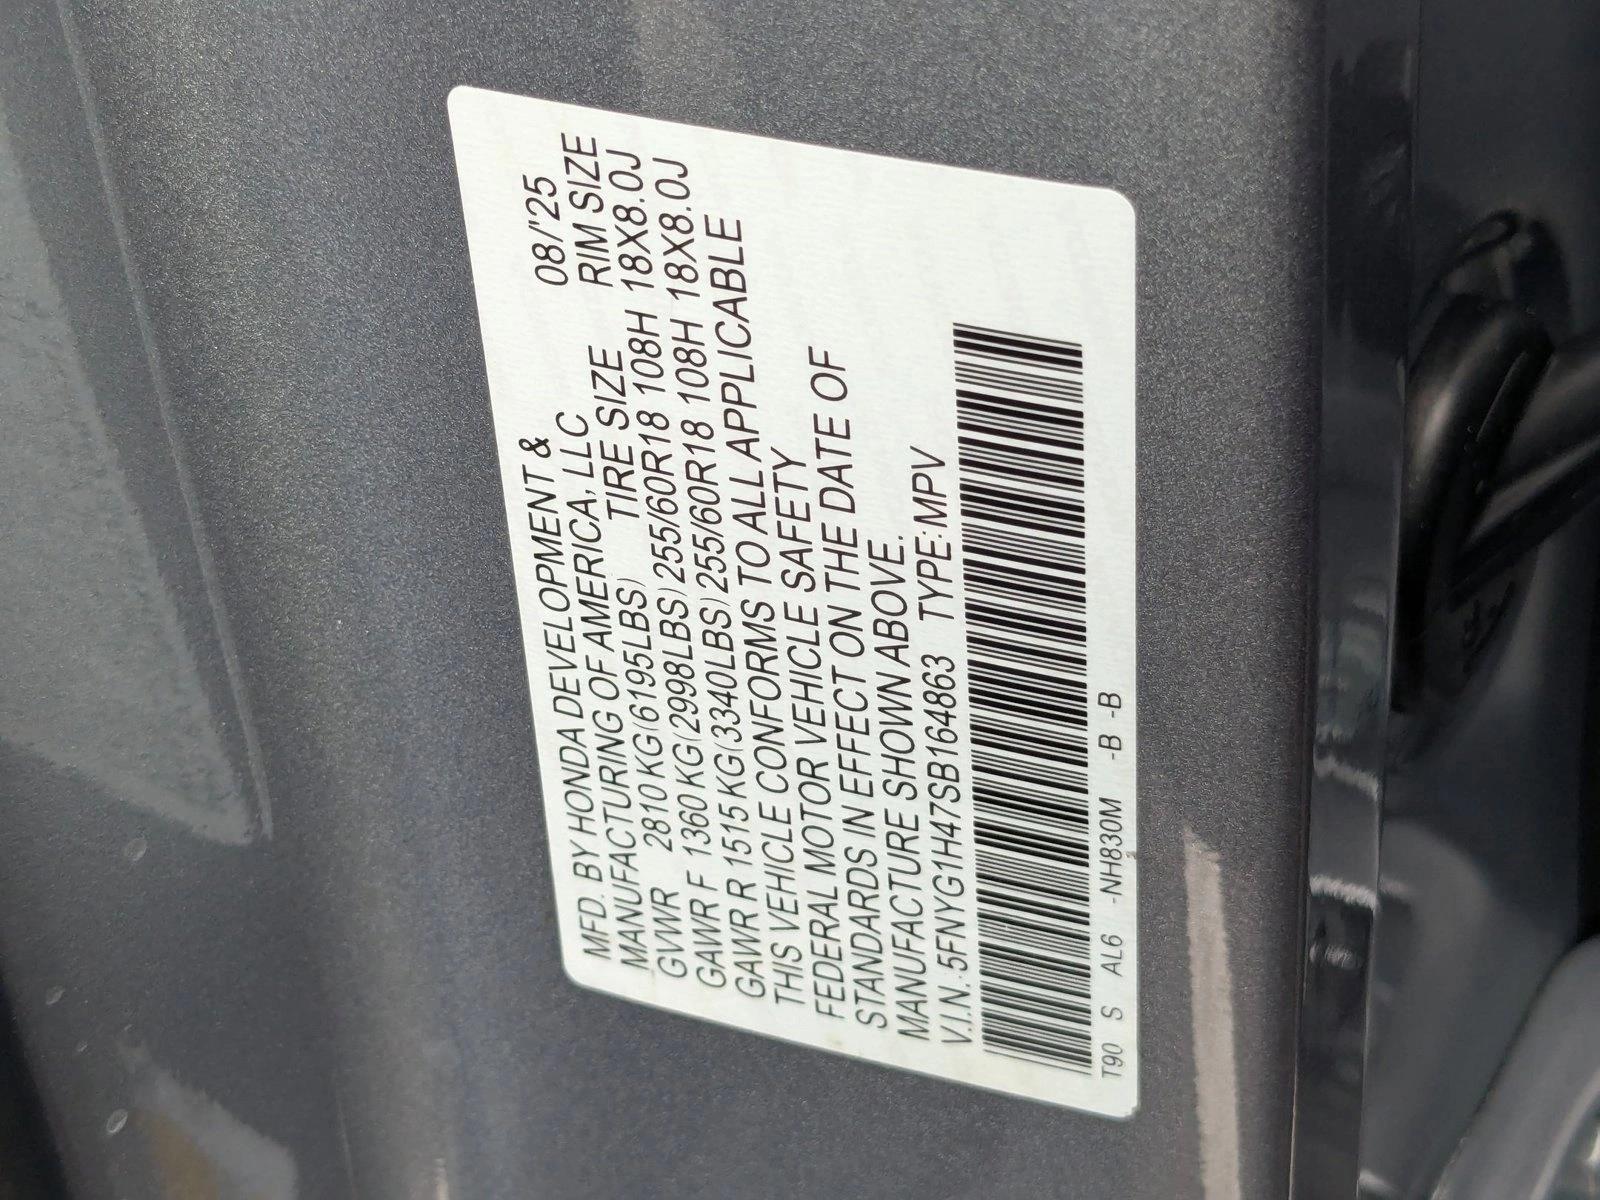 MFD. BY HONDA DEVELOPMENT &
MANUFACTURING OF AMERICA, LLC 08/'25
GVWR 2810 KG(6195LBS) TIRE SIZE RIM SIZE
GAWR F 1360 KG(2998LBS) 255/60R18 108H 18X8.0J
GAWR R 1515 KG(3340LBS) 255/60R18 108H 18X8.0J
THIS VEHICLE CONFORMS TO ALL APPLICABLE
FEDERAL MOTOR VEHICLE SAFETY
STANDARDS IN EFFECT ON THE DATE OF
MANUFACTURE SHOWN ABOVE.
V.I.N.:5FNYG1H47SB164863 TYPE:MPV
T90 S AL6 -NH830M -B -B